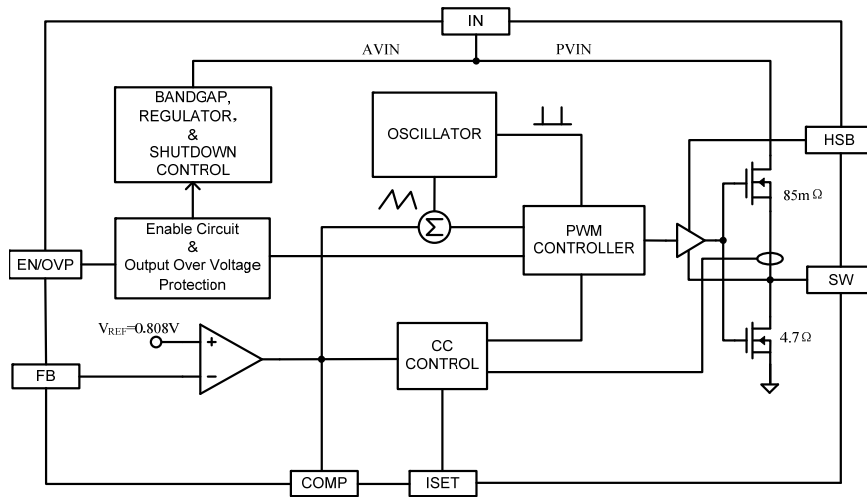 IN
AVIN
PVIN
BANDGAP,
REGULATOR,
&
SHUTDOWN
CONTROL
OSCILLATOR
HSB
85mΩ
Enable Circuit
&
Output Over Voltage
Protection
Σ
PWM
CONTROLLER
EN/OVP
SW
VREF=0.808V
+
−
FB
CC
CONTROL
4.7Ω
COMP
ISET